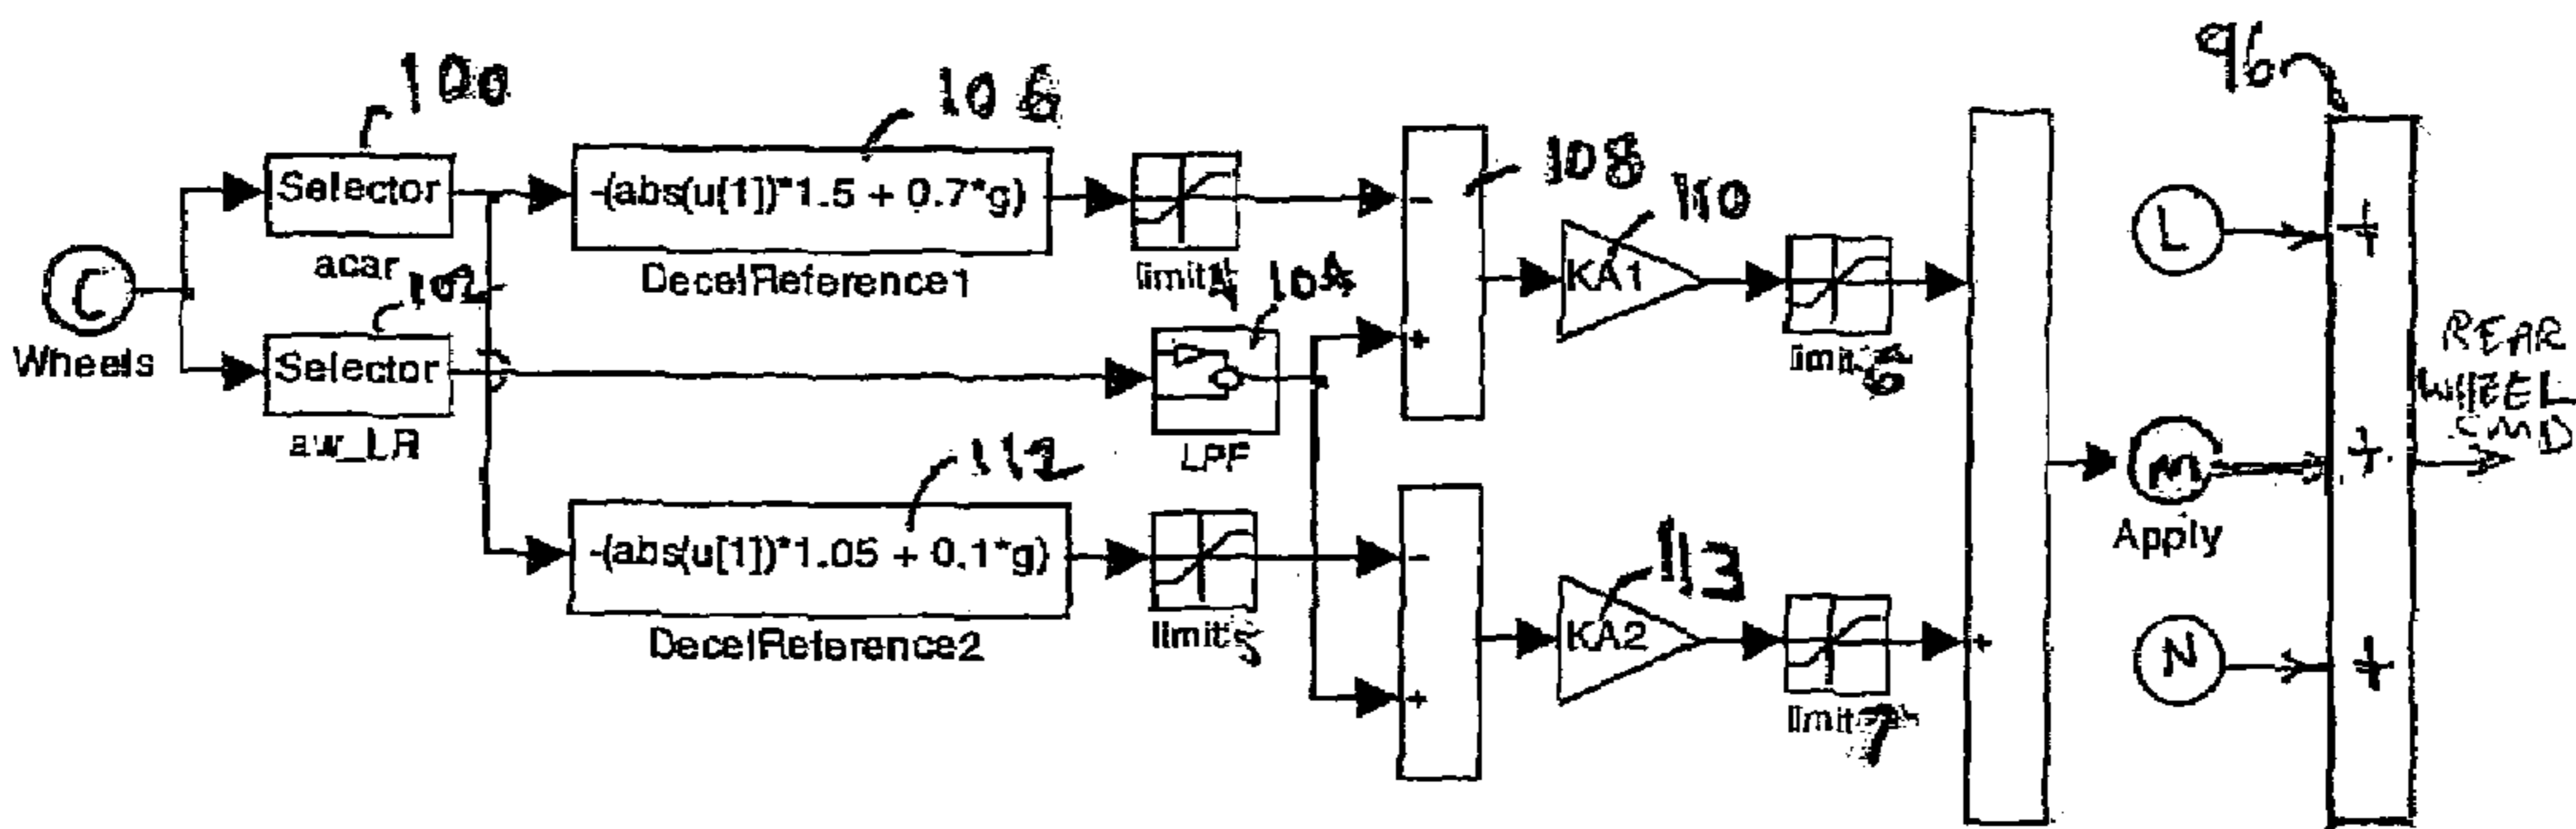 96
100
106
C
Wheels
Selector
acar
-(abs(u[1])*1.5 + 0.7*g)
DecelReference1
limit4
-
+
108
KA1
110
limit6
L
+
102
Selector
aw_LR
104
LPF
M
Apply
+
REAR
WHEEL
CMD
112
-(abs(u[1])*1.05 + 0.1*g)
DecelReference2
limit5
-
+
113
KA2
limit7
+
N
+